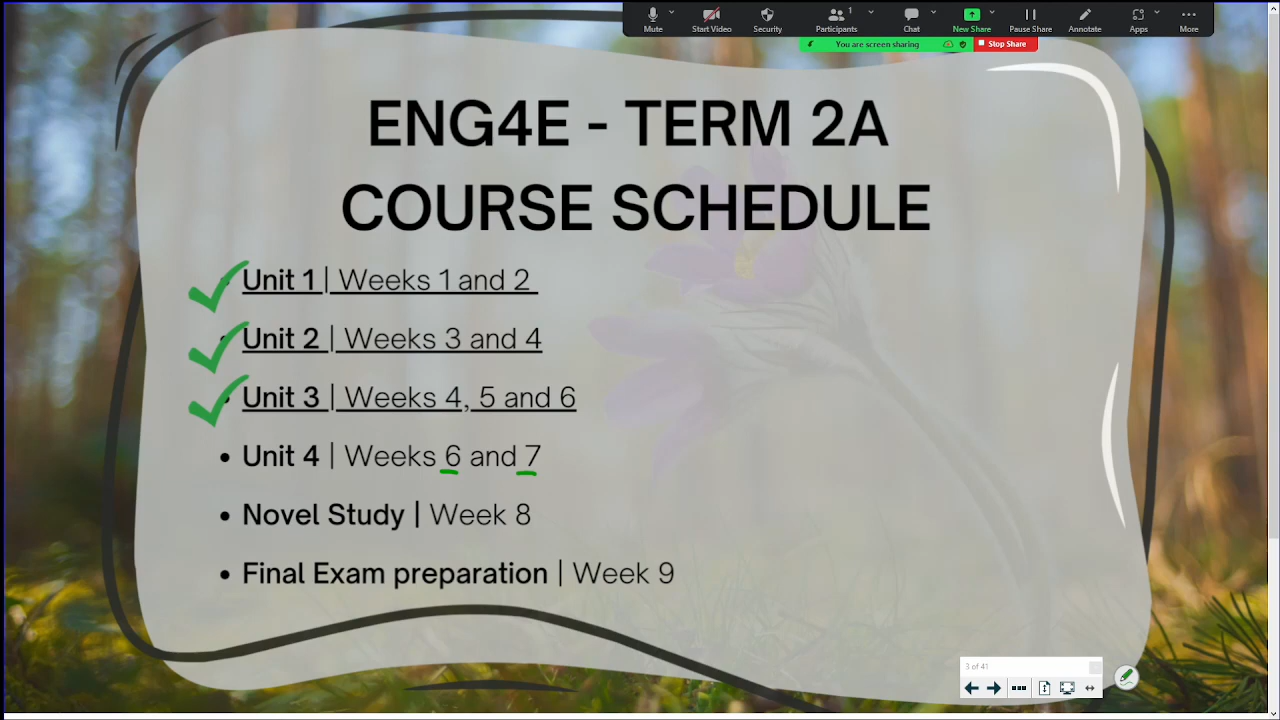 Mute
Start Video
Security
1
Participants
Chat
New Share
Pause Share
Annotate
Apps
More
You are screen sharing
Stop Share
ENG4E - TERM 2A
COURSE SCHEDULE
Unit 1 | Weeks 1 and 2
Unit 2 | Weeks 3 and 4
Unit 3 | Weeks 4, 5 and 6
Unit 4 | Weeks 6 and 7
Novel Study | Week 8
Final Exam preparation | Week 9
3 of 41